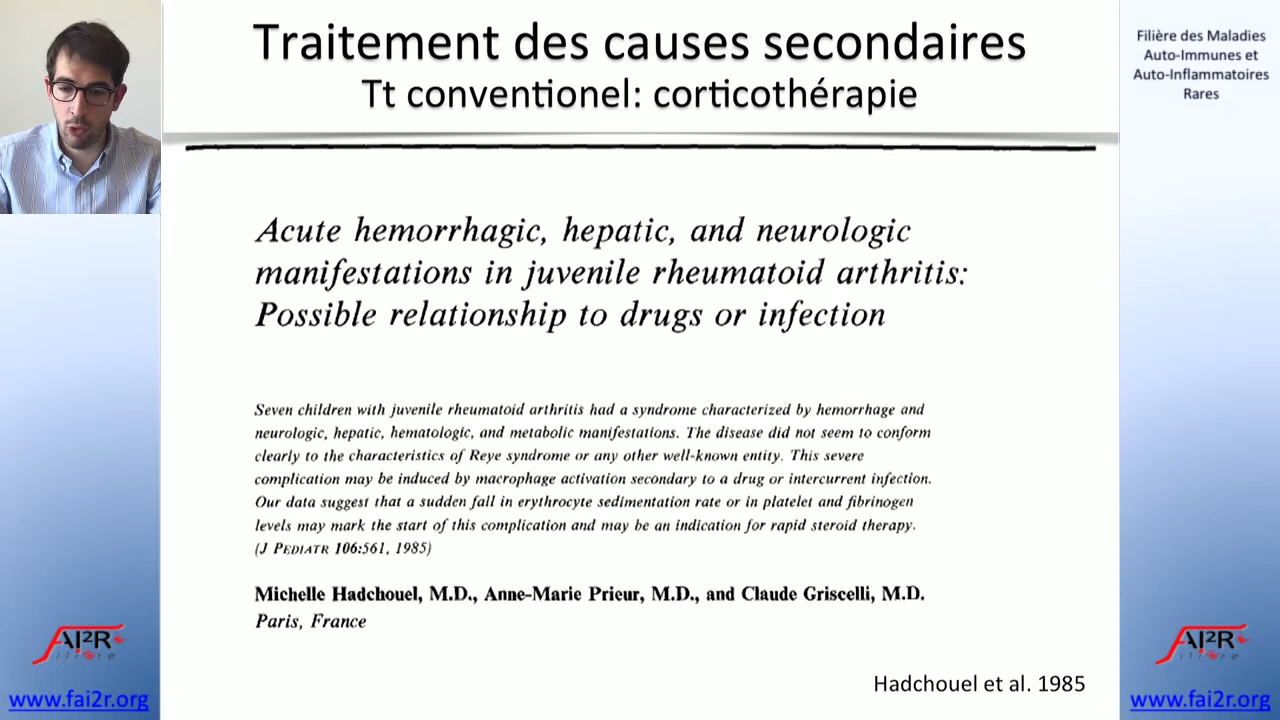 Traitement des causes secondaires
Tt conventionel: corticothérapie
Filière des Maladies
Auto-Immunes et
Auto-Inflammatoires
Rares
Acute hemorrhagic, hepatic, and neurologic
manifestations in juvenile rheumatoid arthritis:
Possible relationship to drugs or infection
Seven children with juvenile rheumatoid arthritis had a syndrome characterized by hemorrhage and
neurologic, hepatic, hematologic, and metabolic manifestations. The disease did not seem to conform
clearly to the characteristics of Reye syndrome or any other well-known entity. This severe
complication may be induced by macrophage activation secondary to a drug or intercurrent infection.
Our data suggest that a sudden fall in erythrocyte sedimentation rate or in platelet and fibrinogen
levels may mark the start of this complication and may be an indication for rapid steroid therapy.
(J PEDIATR 106:561, 1985)
Michelle Hadchouel, M.D., Anne-Marie Prieur, M.D., and Claude Griscelli, M.D.
Paris, France
Hadchouel et al. 1985
FAI²R
filière
www.fai2r.org
FAI²R
filière
www.fai2r.org